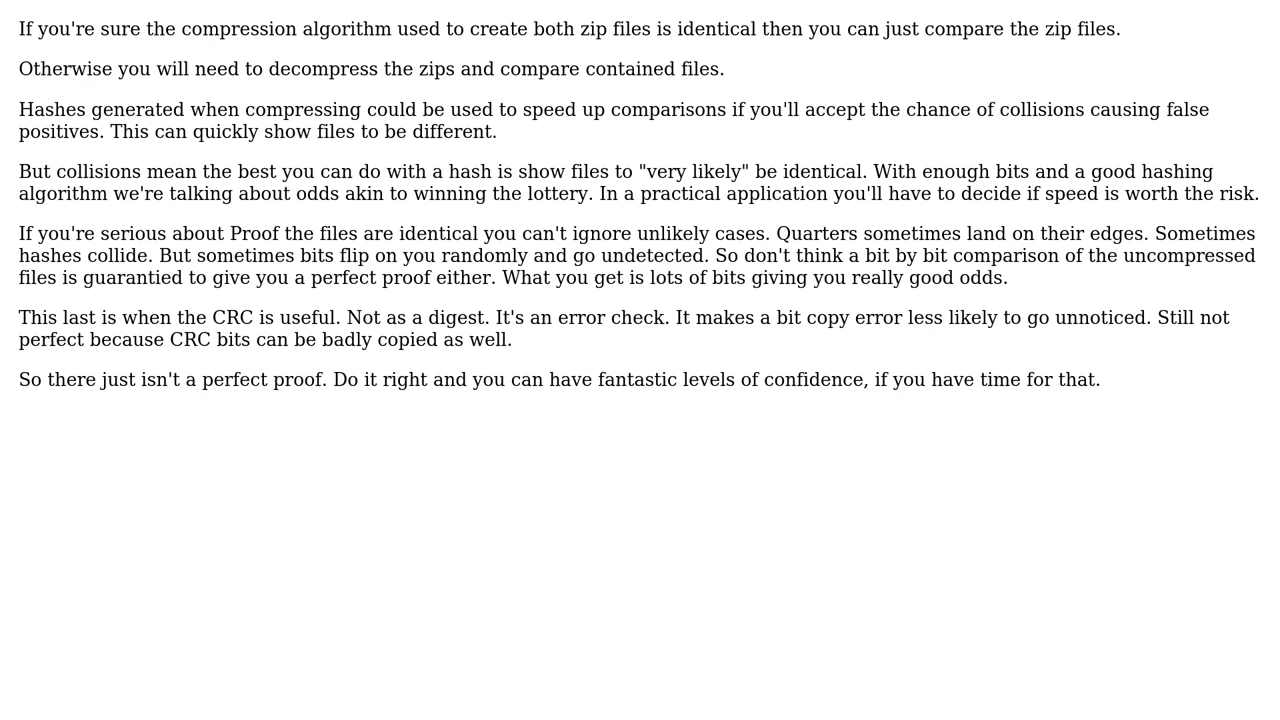 If you're sure the compression algorithm used to create both zip files is identical then you can just compare the zip files.
Otherwise you will need to decompress the zips and compare contained files.
Hashes generated when compressing could be used to speed up comparisons if you'll accept the chance of collisions causing false
positives. This can quickly show files to be different.
But collisions mean the best you can do with a hash is show files to "very likely" be identical. With enough bits and a good hashing
algorithm we're talking about odds akin to winning the lottery. In a practical application you'll have to decide if speed is worth the risk.
If you're serious about Proof the files are identical you can't ignore unlikely cases. Quarters sometimes land on their edges. Sometimes
hashes collide. But sometimes bits flip on you randomly and go undetected. So don't think a bit by bit comparison of the uncompressed
files is guarantied to give you a perfect proof either. What you get is lots of bits giving you really good odds.
This last is when the CRC is useful. Not as a digest. It's an error check. It makes a bit copy error less likely to go unnoticed. Still not
perfect because CRC bits can be badly copied as well.
So there just isn't a perfect proof. Do it right and you can have fantastic levels of confidence, if you have time for that.